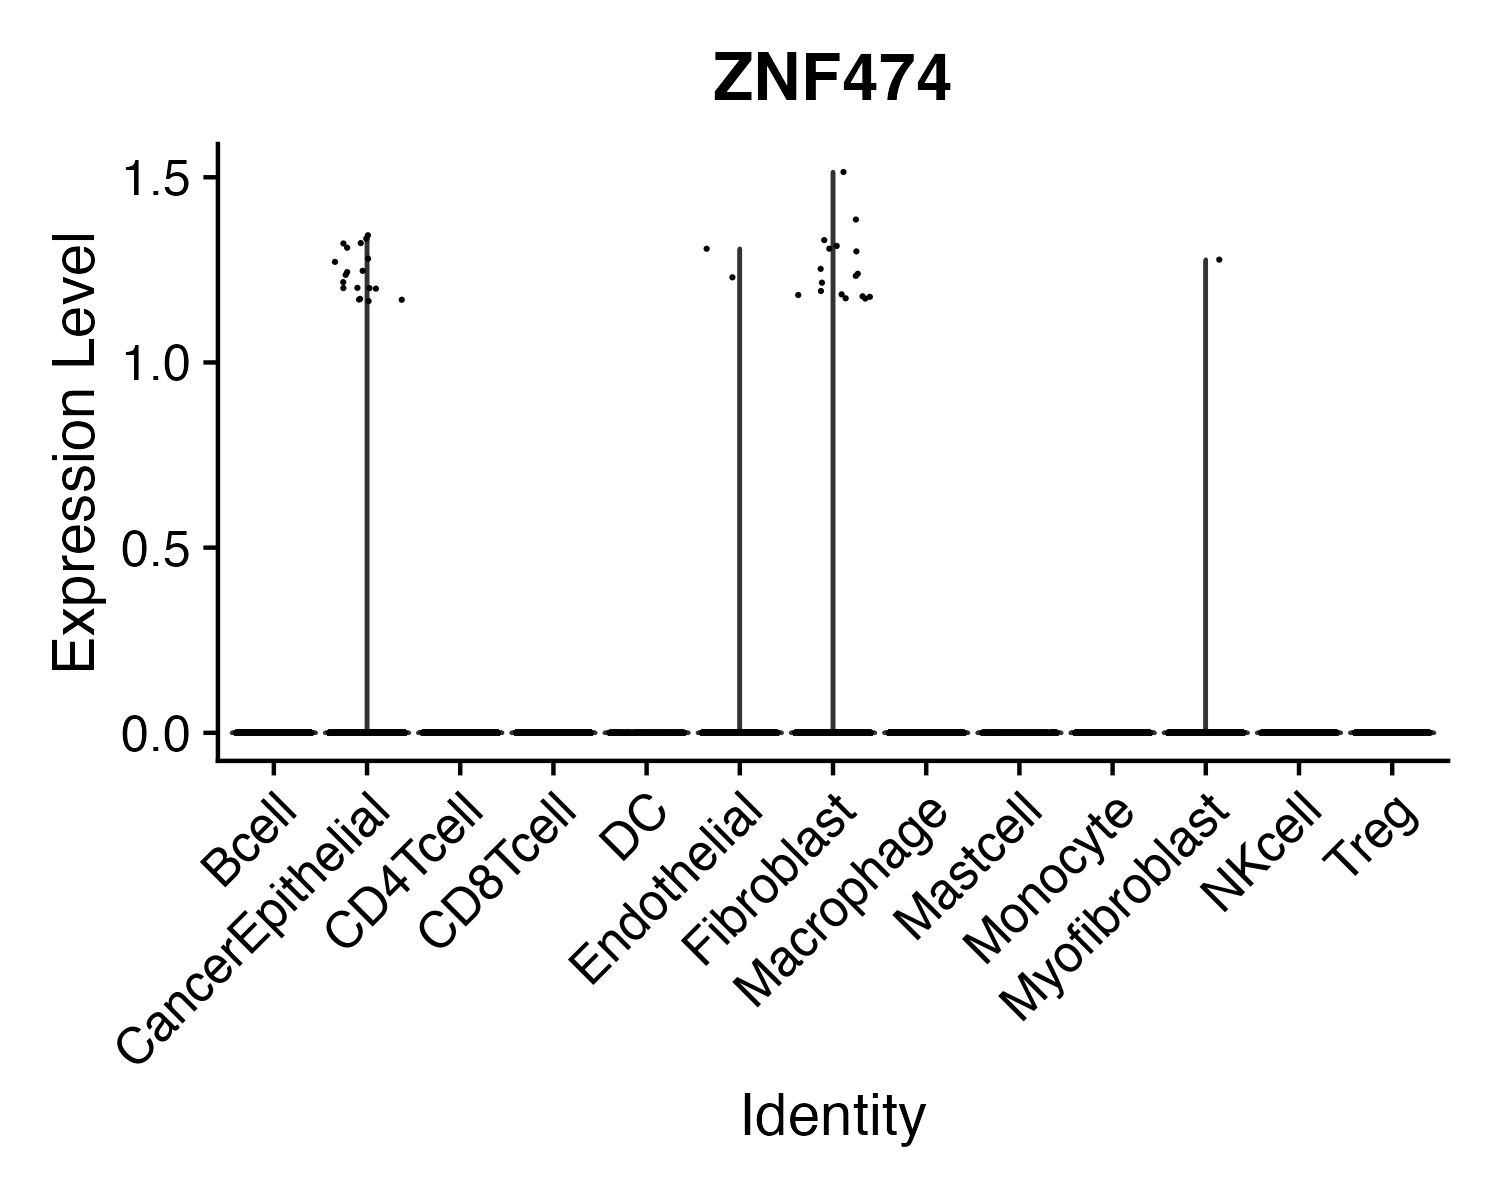 ZNF474
Expression Level
1.5
1.0
0.5
0.0
Bcell
CancerEpithelial
CD4Tcell
CD8Tcell
DC
Endothelial
Fibroblast
Macrophage
Mastcell
Monocyte
Myofibroblast
NKcell
Treg
Identity